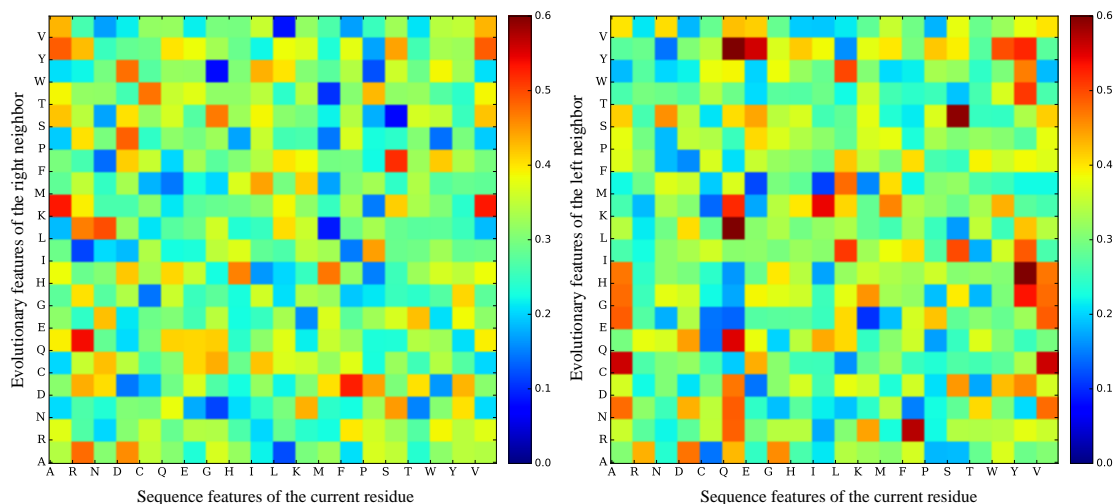 Evolutionary features of the right neighbor
V
Y
W
T
S
P
F
M
K
L
I
H
G
E
Q
C
D
N
R
A
A R N D C Q E G H I L K M F P S T W Y V
Sequence features of the current residue
0.6
0.5
0.4
0.3
0.2
0.1
0.0
Evolutionary features of the left neighbor
V
Y
W
T
S
P
F
M
K
L
I
H
G
E
Q
C
D
N
R
A
A R N D C Q E G H I L K M F P S T W Y V
Sequence features of the current residue
0.6
0.5
0.4
0.3
0.2
0.1
0.0